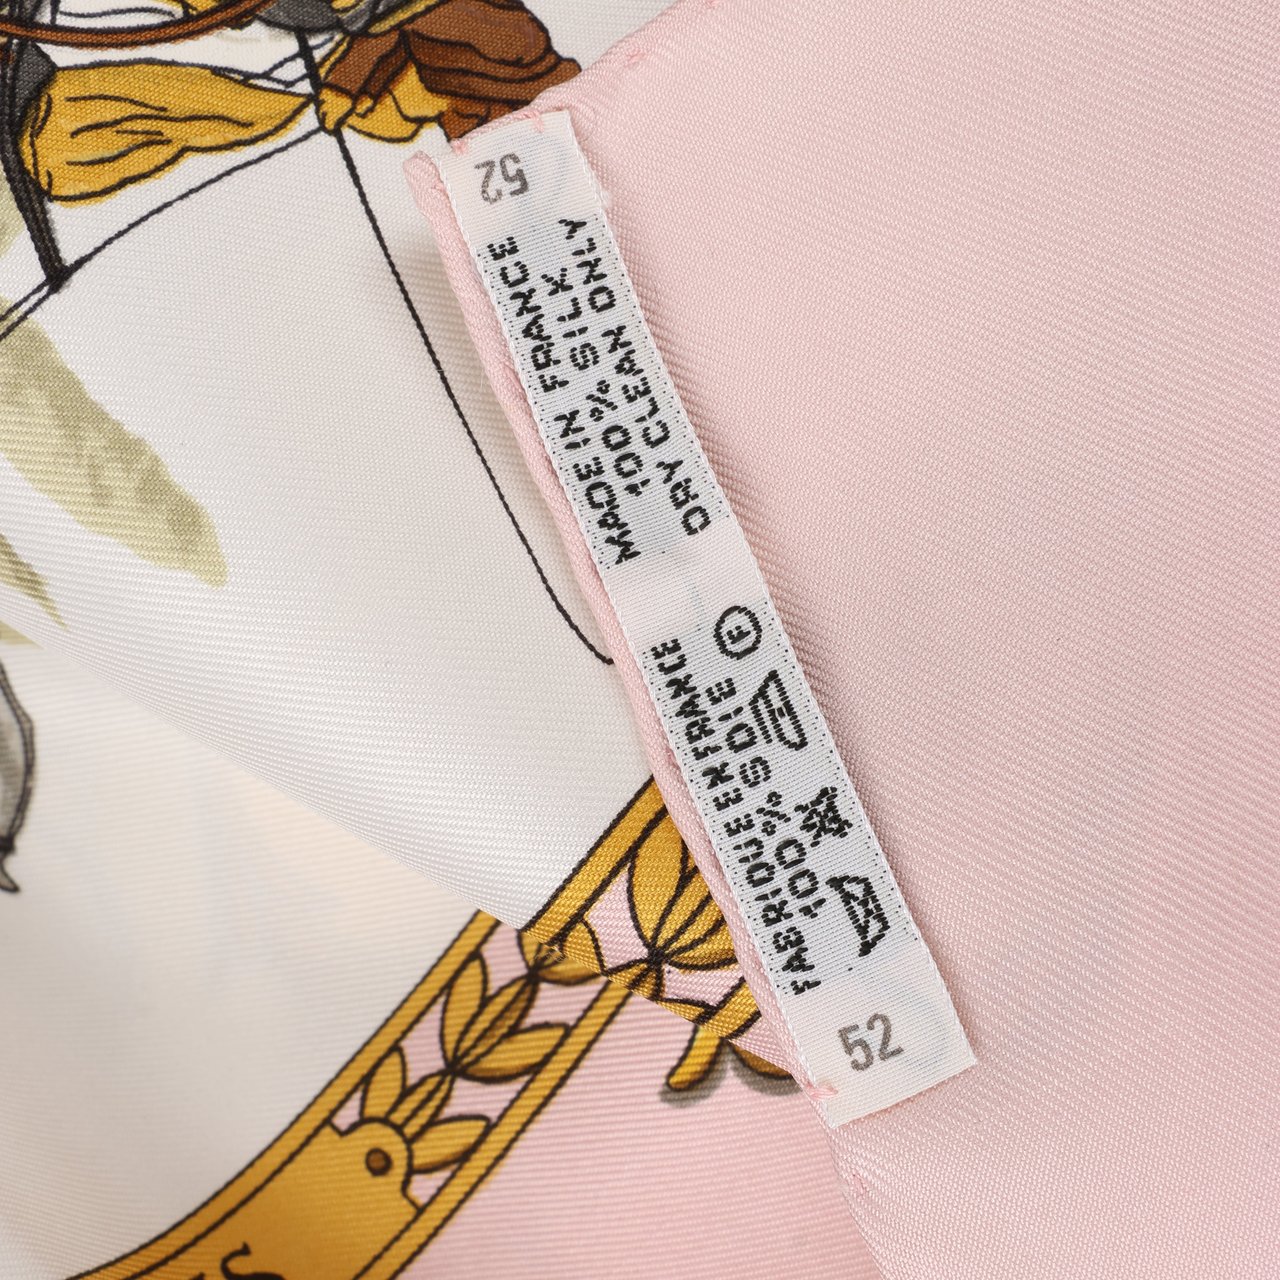 52
MADE IN FRANCE
100% SILK
DRY CLEAN ONLY
FABRIQUE EN FRANCE
100% SOIE
F
52
S